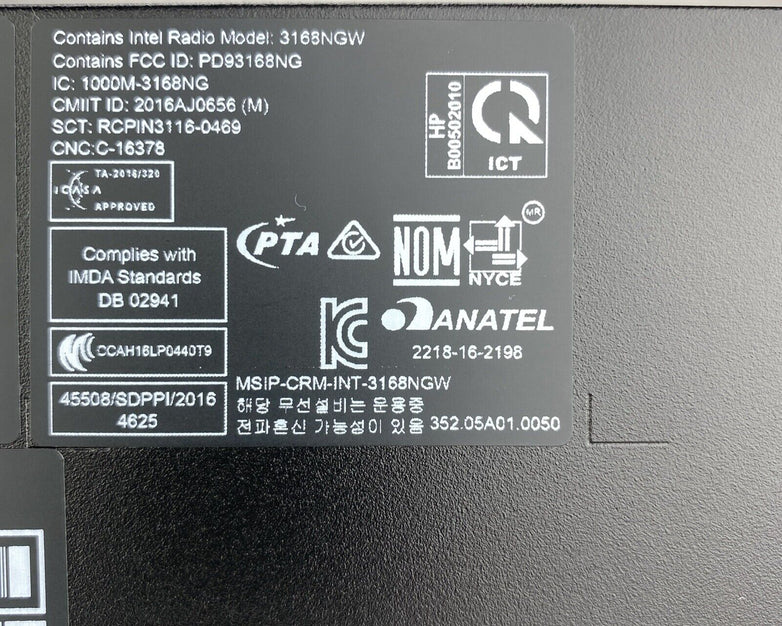 Contains Intel Radio Model: 3168NGW
Contains FCC ID: PD93168NG
IC: 1000M-3168NG
CMIIT ID: 2016AJ0656 (M)
SCT: RCPIN3116-0469
CNC:C-16378
HP
B00502010
ICT
TA-2016/320
ICASA
APPROVED
PTA
NOM
MR
NYCE
Complies with
IMDA Standards
DB 02941
CCAH16LP0440T9
45508/SDPPI/2016
4625
ANATEL
2218-16-2198
MSIP-CRM-INT-3168NGW
해당 무선설비는 운용중
전파혼신 가능성이 있음 352.05A01.0050